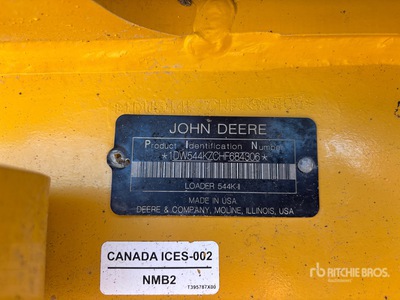 JOHN DEERE
Product Identification Number
*1DW544KZCHF684306*
LOADER 544K-II
MADE IN USA
DEERE & COMPANY, MOLINE, ILLINOIS, USA
CANADA ICES-002
NMB2
T395787X00
rb RITCHIE BROS.